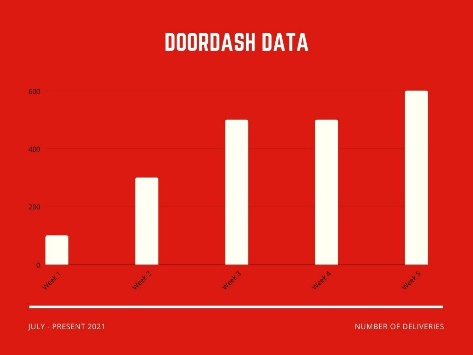 DOORDASH DATA
600
400
200
0
Week 1
Week 2
Week 3
Week 4
Week 5
JULY - PRESENT 2021
NUMBER OF DELIVERIES